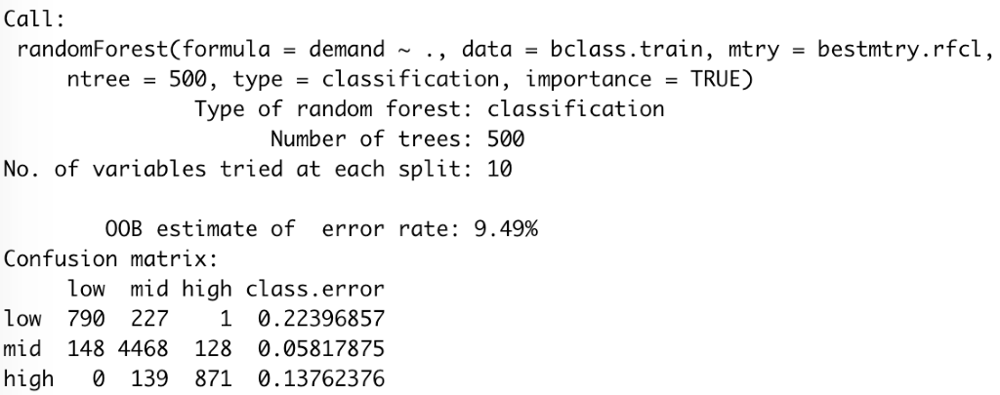 Call:
 randomForest(formula = demand ~ ., data = bclass.train, mtry = bestmtry.rfcl,
     ntree = 500, type = classification, importance = TRUE)
               Type of random forest: classification
                     Number of trees: 500
No. of variables tried at each split: 10

        OOB estimate of  error rate: 9.49%
Confusion matrix:
     low  mid high class.error
low  790  227    1  0.22396857
mid  148 4468  128  0.05817875
high   0  139  871  0.13762376